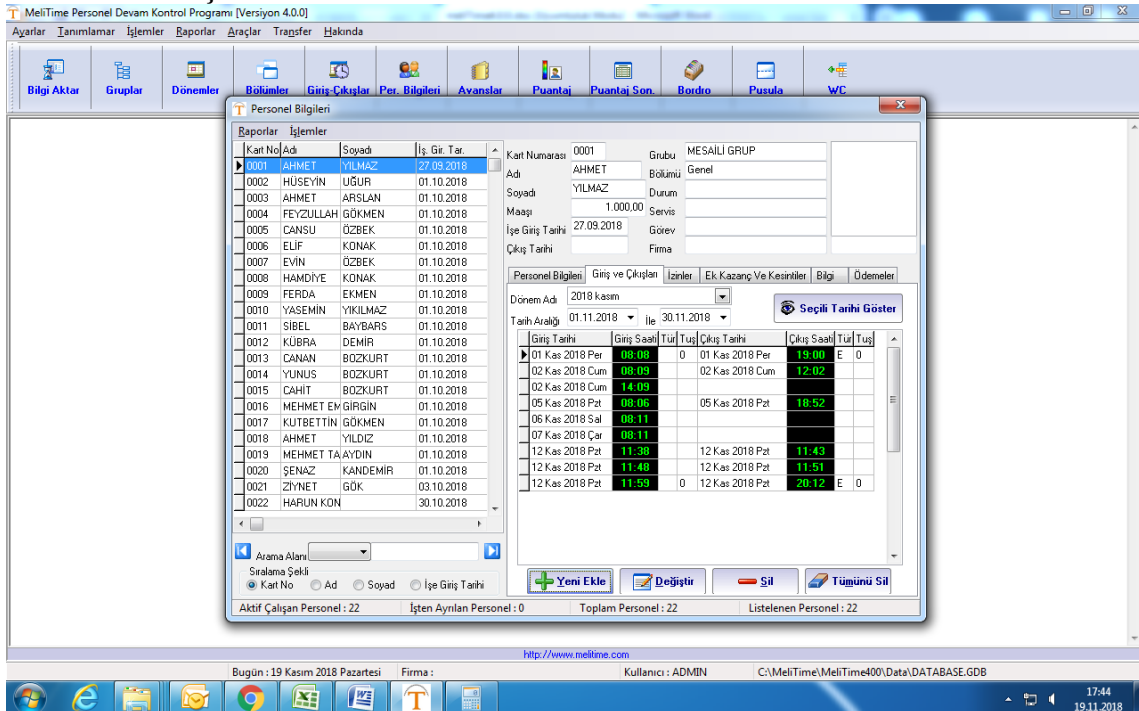 MeliTime Personel Devam Kontrol Programı [Versiyon 4.0.0]
Ayarlar Tanımlamar İşlemler Raporlar Araçlar Transfer Hakında
Bilgi Aktar Gruplar Dönemler Bölümler Giriş-Çıkışlar Per. Bilgileri Avanslar Puantaj Puantaj Son. Bordro Pusula WC
Personel Bilgileri
Raporlar İşlemler
Kart No Adı Soyadı İş. Gir. Tar.
0001 AHMET YILMAZ 27.09.2018
0002 HÜSEYİN UĞUR 01.10.2018
0003 AHMET ARSLAN 01.10.2018
0004 FEYZULLAH GÖKMEN 01.10.2018
0005 CANSU ÖZBEK 01.10.2018
0006 ELİF KONAK 01.10.2018
0007 EVİN ÖZBEK 01.10.2018
0008 HAMDİYE KONAK 01.10.2018
0009 FERDA EKMEN 01.10.2018
0010 YASEMİN YIKILMAZ 01.10.2018
0011 SİBEL BAYBARS 01.10.2018
0012 KÜBRA DEMİR 01.10.2018
0013 CANAN BOZKURT 01.10.2018
0014 YUNUS BOZKURT 01.10.2018
0015 CAHİT BOZKURT 01.10.2018
0016 MEHMET EM GİRGİN 01.10.2018
0017 KUTBETTİN GÖKMEN 01.10.2018
0018 AHMET YILDIZ 01.10.2018
0019 MEHMET TA AYDIN 01.10.2018
0020 ŞENAZ KANDEMİR 01.10.2018
0021 ZİYNET GÖK 03.10.2018
0022 HARUN KON 30.10.2018
Arama Alanı
Sıralama Şekli
Kart No Ad Soyad İşe Giriş Tarihi
Kart Numarası 0001 Grubu MESAİLİ GRUP
Adı AHMET Bölümü Genel
Soyadı YILMAZ Durum
Maaşı 1.000,00 Servis
İşe Giriş Tarihi 27.09.2018 Görev
Çıkış Tarihi Firma
Personel Bilgileri Giriş ve Çıkışları İzinler Ek Kazanç Ve Kesintiler Bilgi Ödemeler
Dönem Adı 2018 kasım
Tarih Aralığı 01.11.2018 ile 30.11.2018
Seçili Tarihi Göster
Giriş Tarihi Giriş Saati Tür Tuş Çıkış Tarihi Çıkış Saati Tür Tuş
01 Kas 2018 Per 08:08 0 01 Kas 2018 Per 19:00 E 0
02 Kas 2018 Cum 08:09 02 Kas 2018 Cum 12:02
02 Kas 2018 Cum 14:09
05 Kas 2018 Pzt 08:06 05 Kas 2018 Pzt 18:52
06 Kas 2018 Sal 08:11
07 Kas 2018 Çar 08:11
12 Kas 2018 Pzt 11:38 12 Kas 2018 Pzt 11:43
12 Kas 2018 Pzt 11:48 12 Kas 2018 Pzt 11:51
12 Kas 2018 Pzt 11:59 0 12 Kas 2018 Pzt 20:12 E 0
Yeni Ekle Değiştir Sil Tümünü Sil
Aktif Çalışan Personel : 22 İşten Ayrılan Personel : 0 Toplam Personel : 22 Listelenen Personel : 22
http://www.melitime.com
Bugün : 19 Kasım 2018 Pazartesi Firma : Kullanıcı : ADMIN C:\MeliTime\MeliTime400\Data\DATABASE.GDB
17:44
19.11.2018